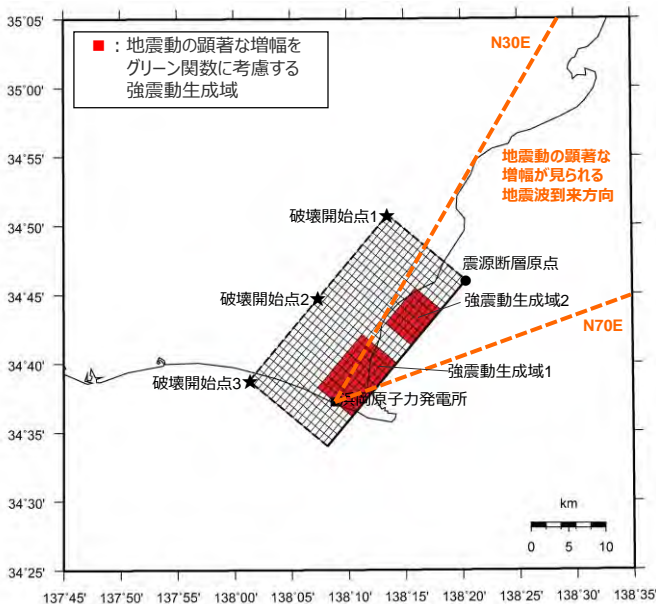 ■：地震動の顕著な増幅を
グリーン関数に考慮する
強震動生成域
N30E
地震動の顕著な
増幅が見られる
地震波到来方向
破壊開始点1
震源断層原点
破壊開始点2
強震動生成域2
N70E
強震動生成域1
破壊開始点3
浜岡原子力発電所
km
0 5 10
35˚05'
35˚00'
34˚55'
34˚50'
34˚45'
34˚40'
34˚35'
34˚30'
34˚25'
137˚45' 137˚50' 137˚55' 138˚00' 138˚05' 138˚10' 138˚15' 138˚20' 138˚25' 138˚30' 138˚35'